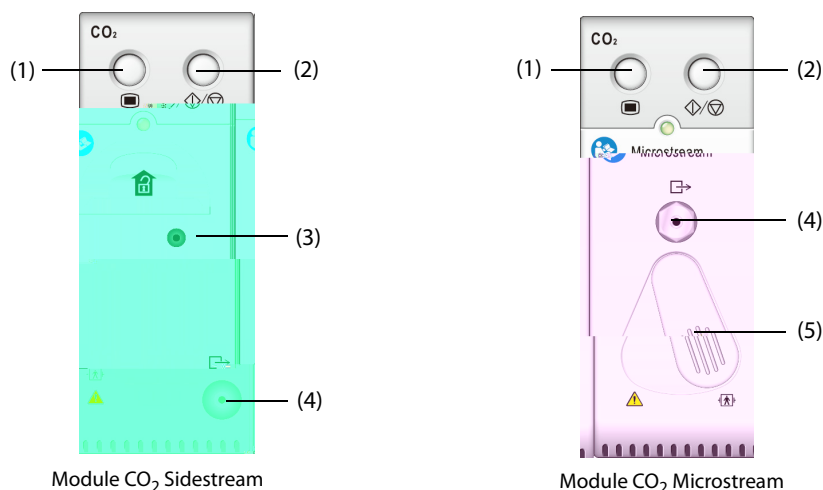 CO₂
(1)
(2)
(3)
(4)
Module CO₂ Sidestream
CO₂
(1)
(2)
Microstream
(4)
(5)
Module CO₂ Microstream